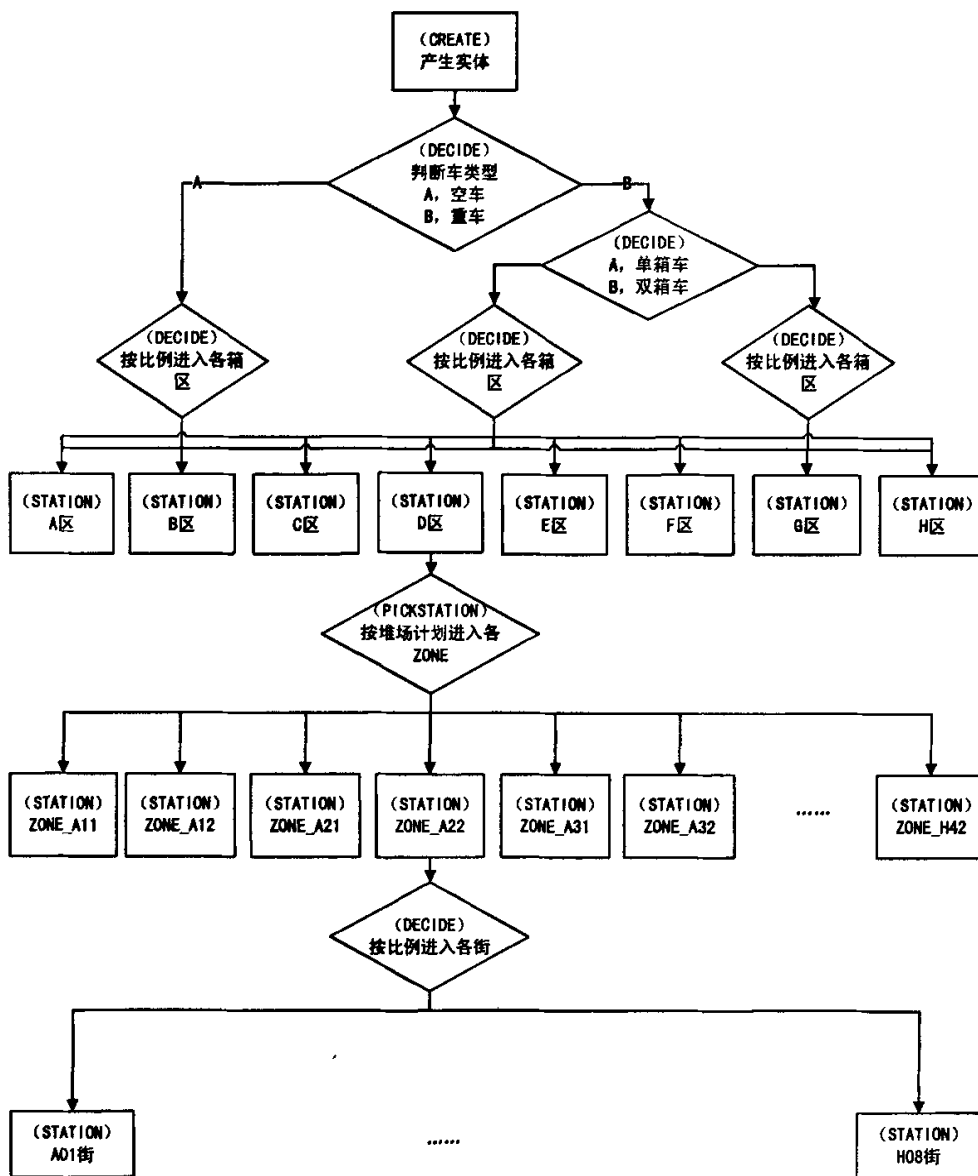 (CREATE)
产生实体
(DECIDE)
判断车类型
A, 空车
B, 重车
A
B
(DECIDE)
A, 单箱车
B, 双箱车
(DECIDE)
按比例进入各箱
区
(DECIDE)
按比例进入各箱
区
(DECIDE)
按比例进入各箱
区
(STATION)
A区
(STATION)
B区
(STATION)
C区
(STATION)
D区
(STATION)
E区
(STATION)
F区
(STATION)
G区
(STATION)
H区
(PICKSTATION)
按堆场计划进入各
ZONE
(STATION)
ZONE_A11
(STATION)
ZONE_A12
(STATION)
ZONE_A21
(STATION)
ZONE_A22
(STATION)
ZONE_A31
(STATION)
ZONE_A32
……
(STATION)
ZONE_H42
(DECIDE)
按比例进入各街
(STATION)
A01街
……
(STATION)
H08街